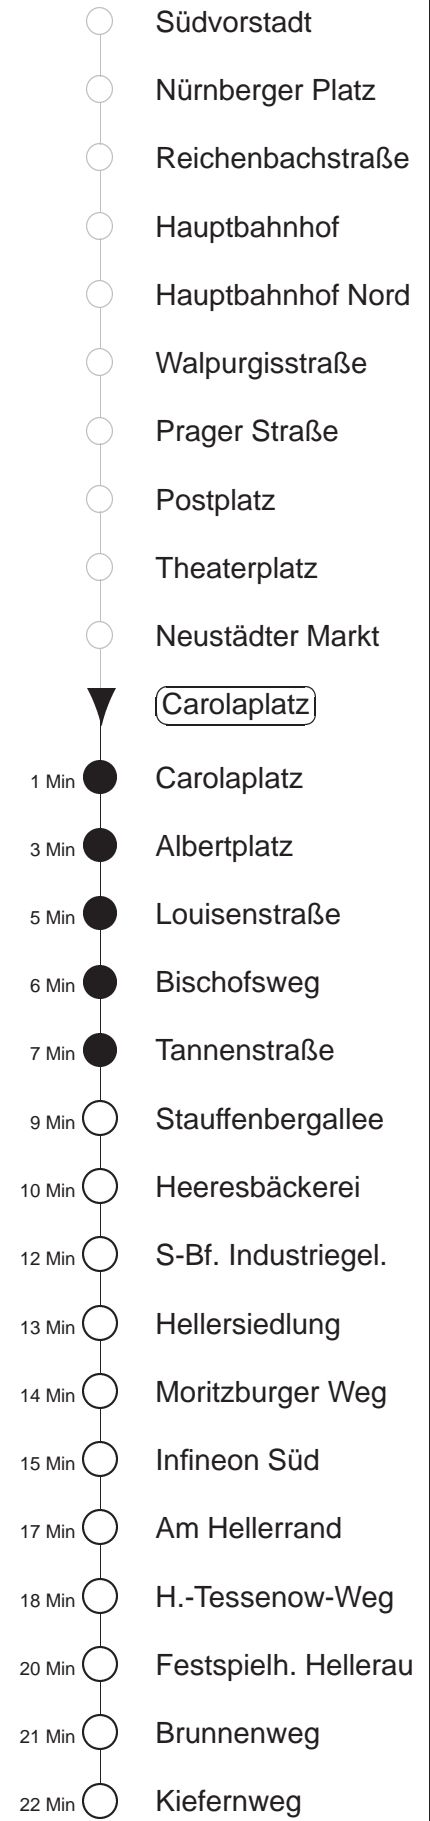 Südvorstadt
Nürnberger Platz
Reichenbachstraße
Hauptbahnhof
Hauptbahnhof Nord
Walpurgisstraße
Prager Straße
Postplatz
Theaterplatz
Neustädter Markt
Carolaplatz
1 Min Carolaplatz
3 Min Albertplatz
5 Min Louisenstraße
6 Min Bischofsweg
7 Min Tannenstraße
9 Min Stauffenbergallee
10 Min Heeresbäckerei
12 Min S-Bf. Industriegel.
13 Min Hellersiedlung
14 Min Moritzburger Weg
15 Min Infineon Süd
17 Min Am Hellerrand
18 Min H.-Tessenow-Weg
20 Min Festspielh. Hellerau
21 Min Brunnenweg
22 Min Kiefernweg